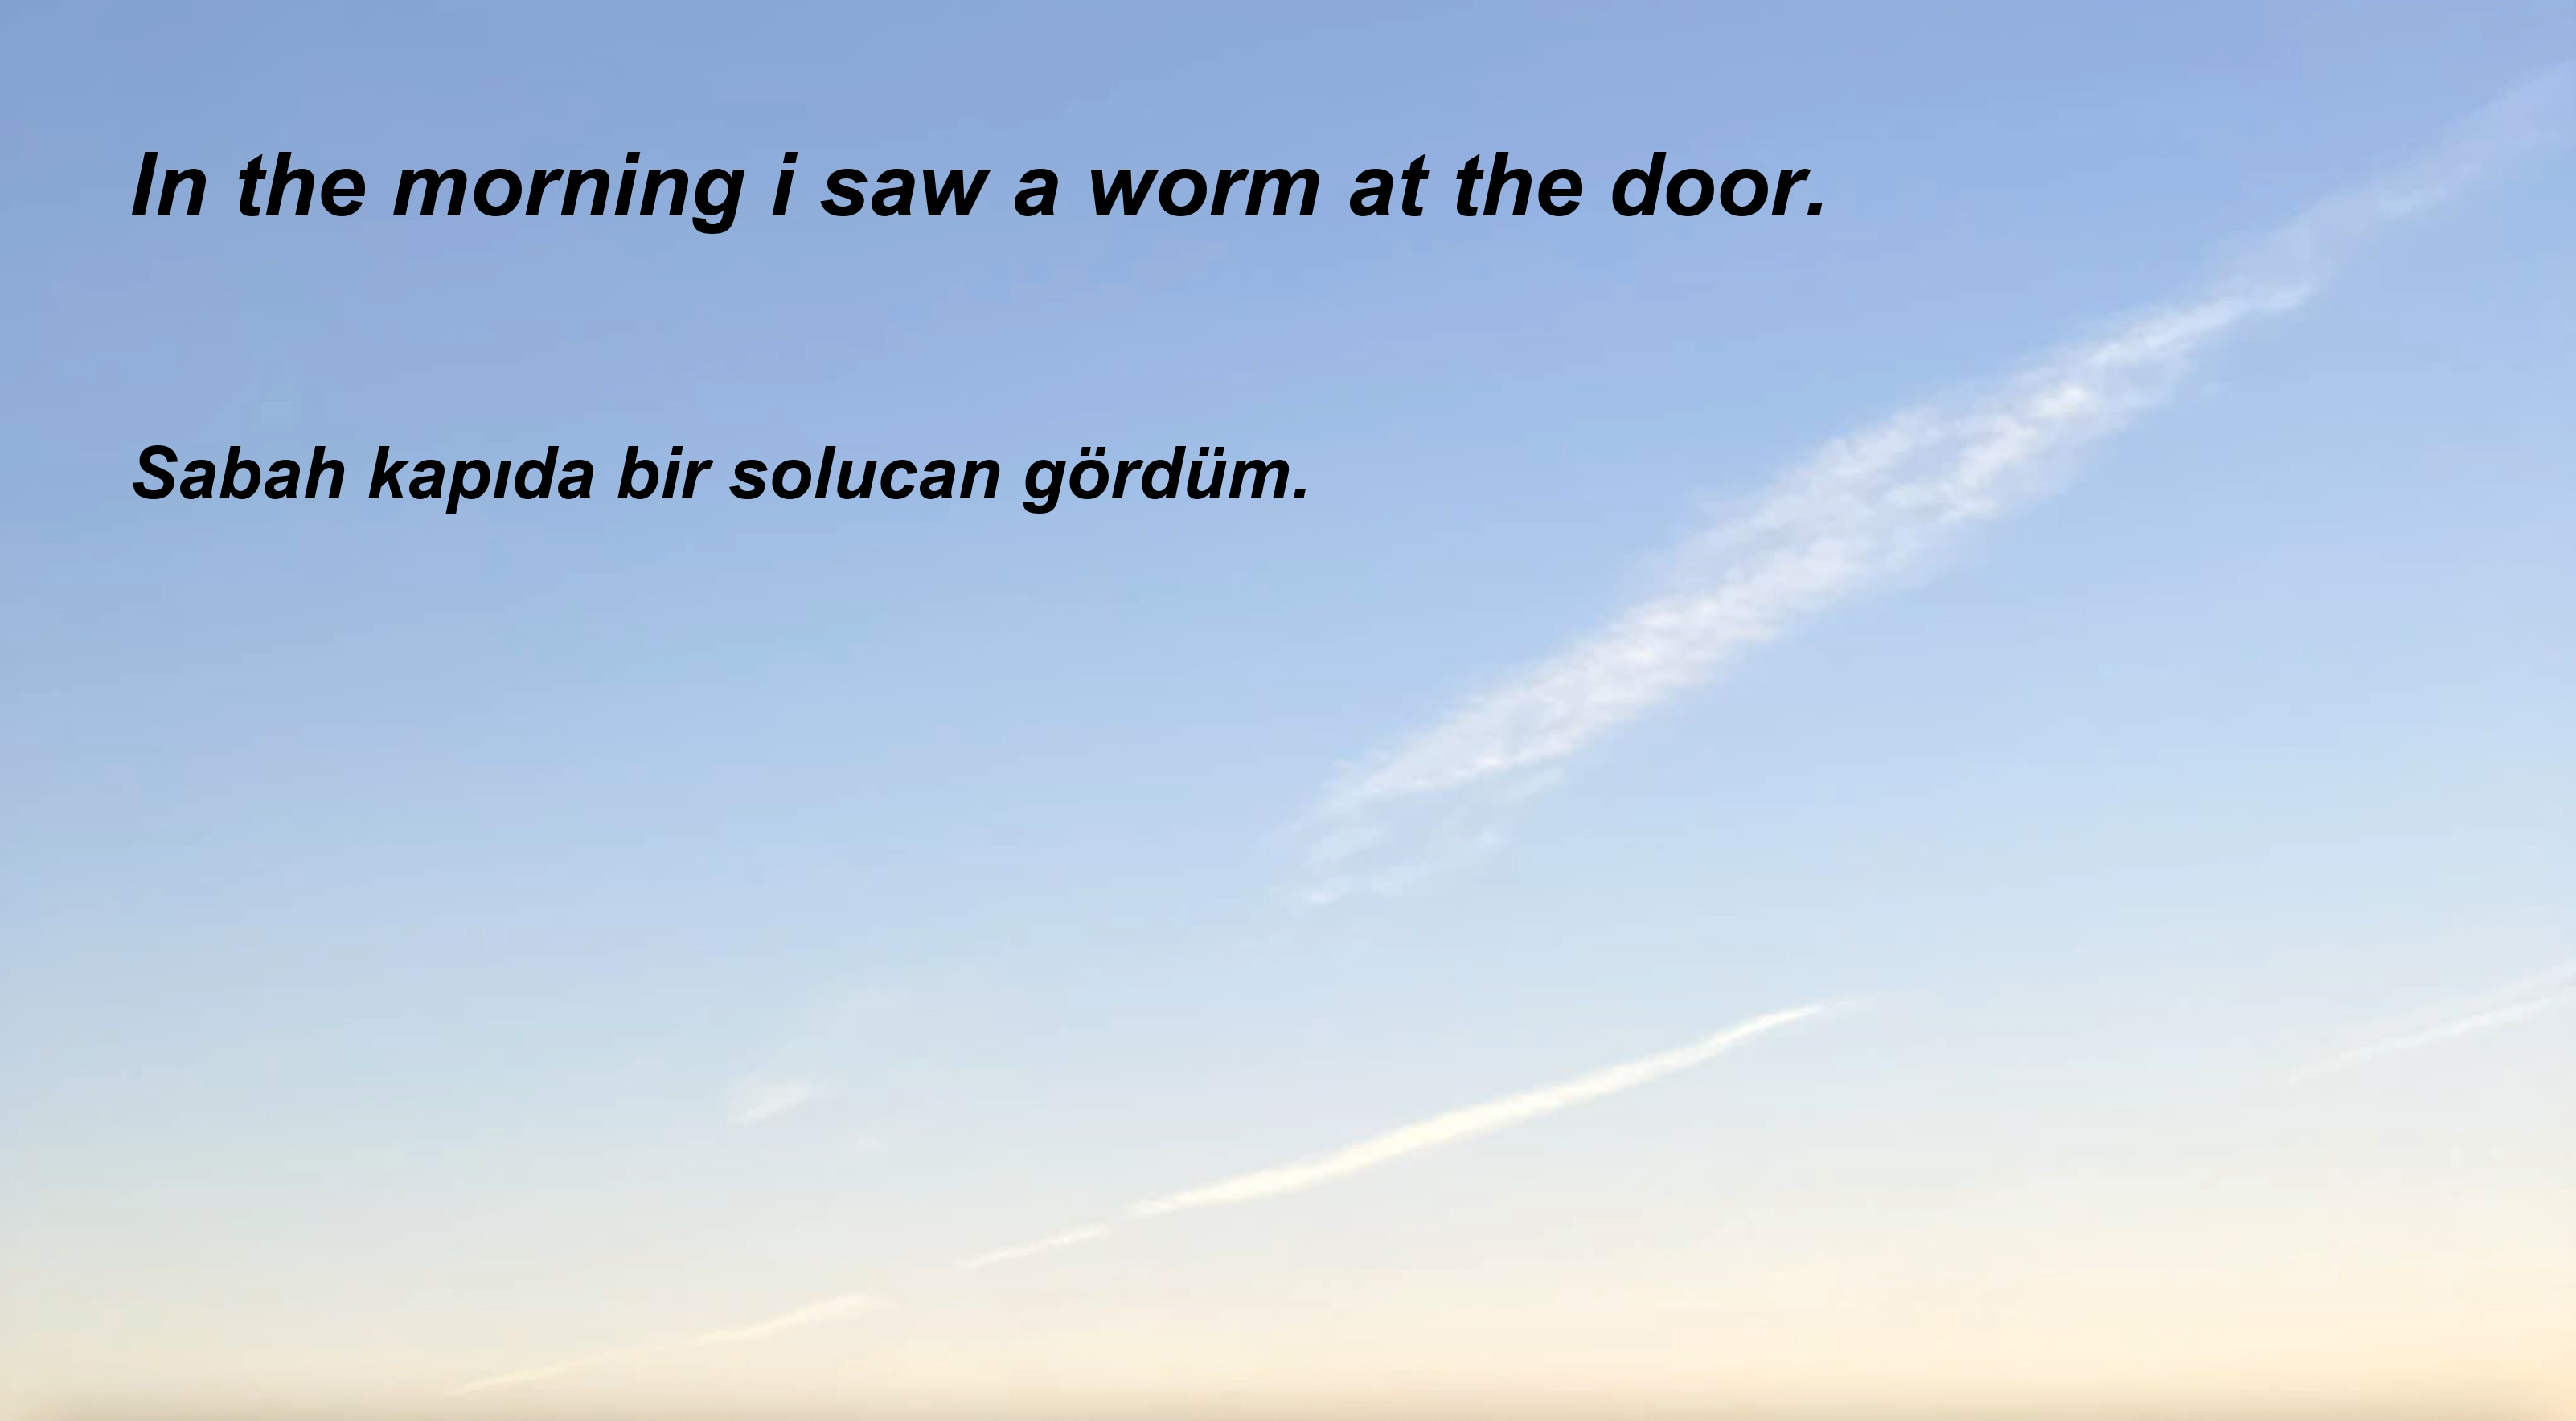 In the morning i saw a worm at the door.
Sabah kapıda bir solucan gördüm.